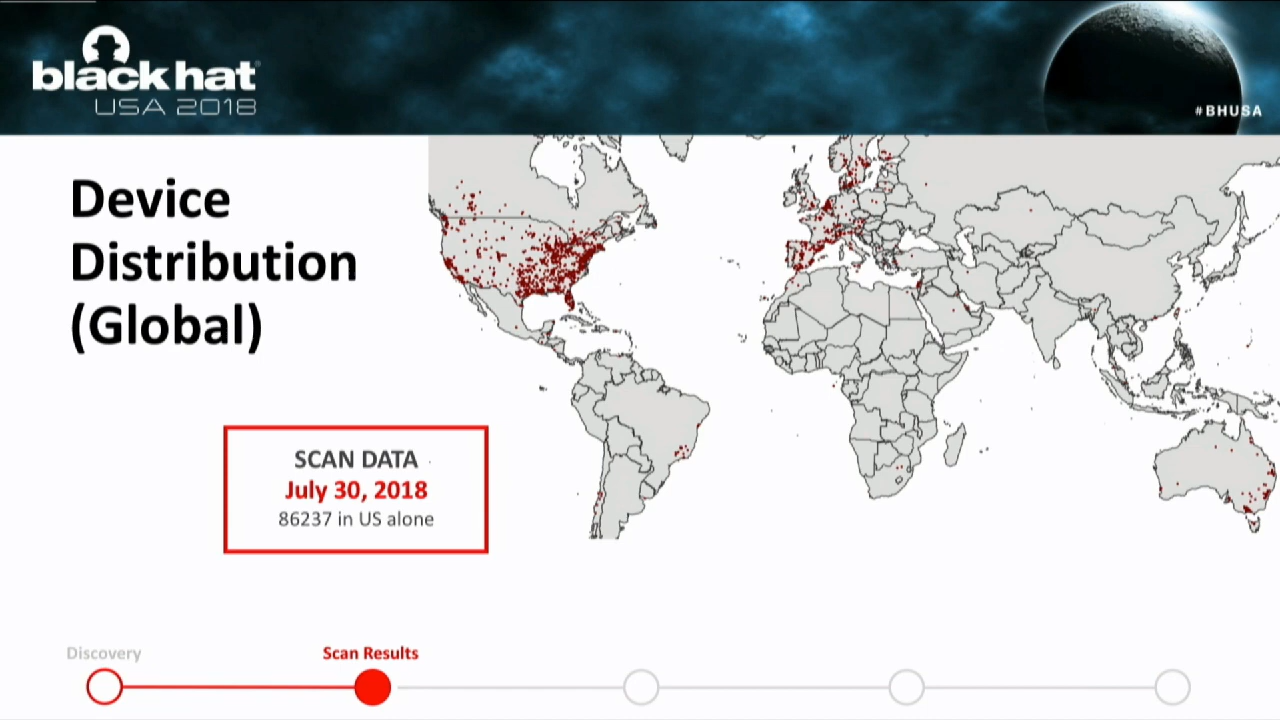 black hat
USA 2018
#BHUSA
Device
Distribution
(Global)
SCAN DATA
July 30, 2018
86237 in US alone
Discovery
Scan Results